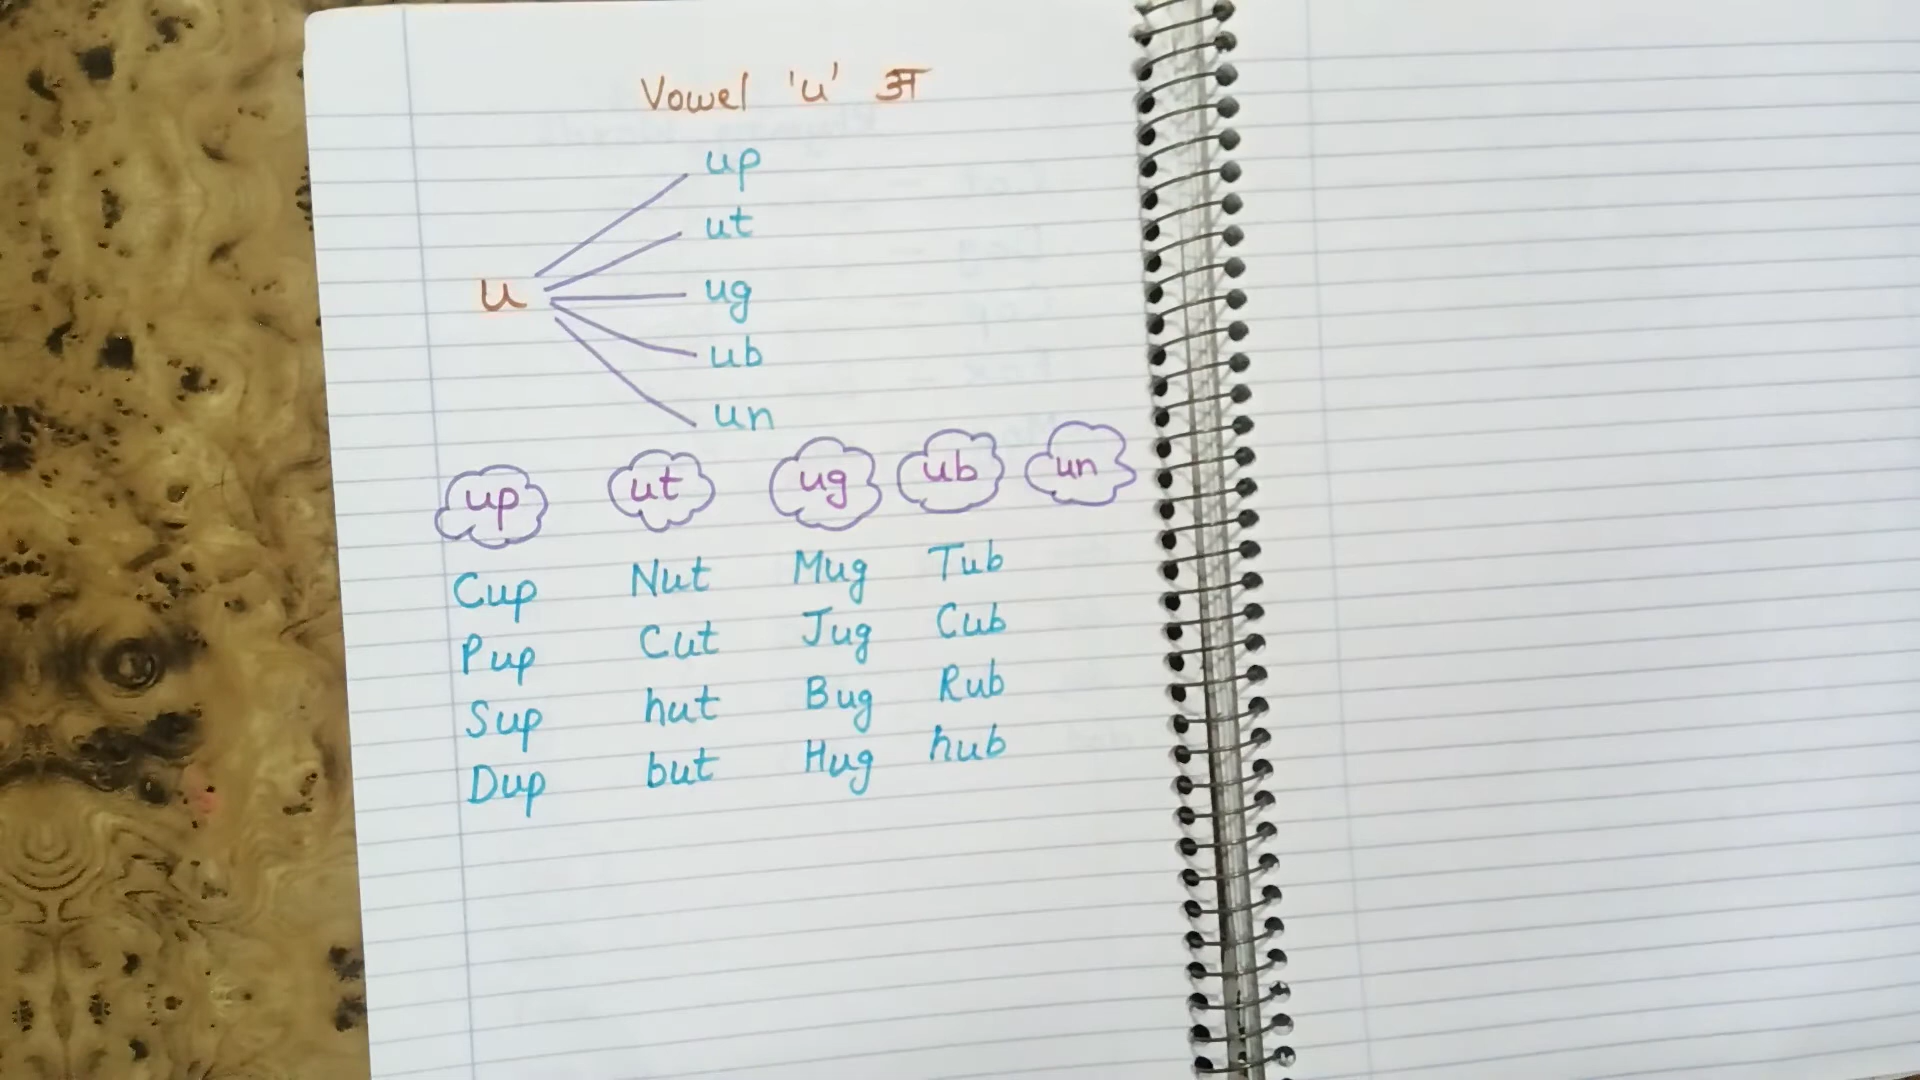 Vowel 'u' अ
up
ut
ug
u
ub
un
up ut ug ub un
Cup Nut Mug Tub
Pup Cut Jug Cub
Sup hut Bug Rub
Dup but Hug hub